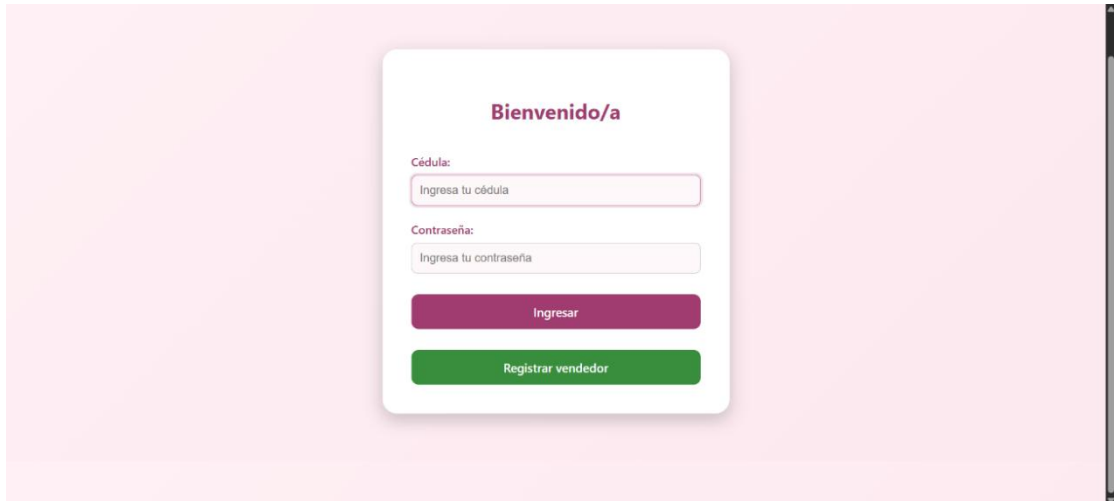 Bienvenido/a
Cédula:
Ingresa tu cédula
Contraseña:
Ingresa tu contraseña
Ingresar
Registrar vendedor